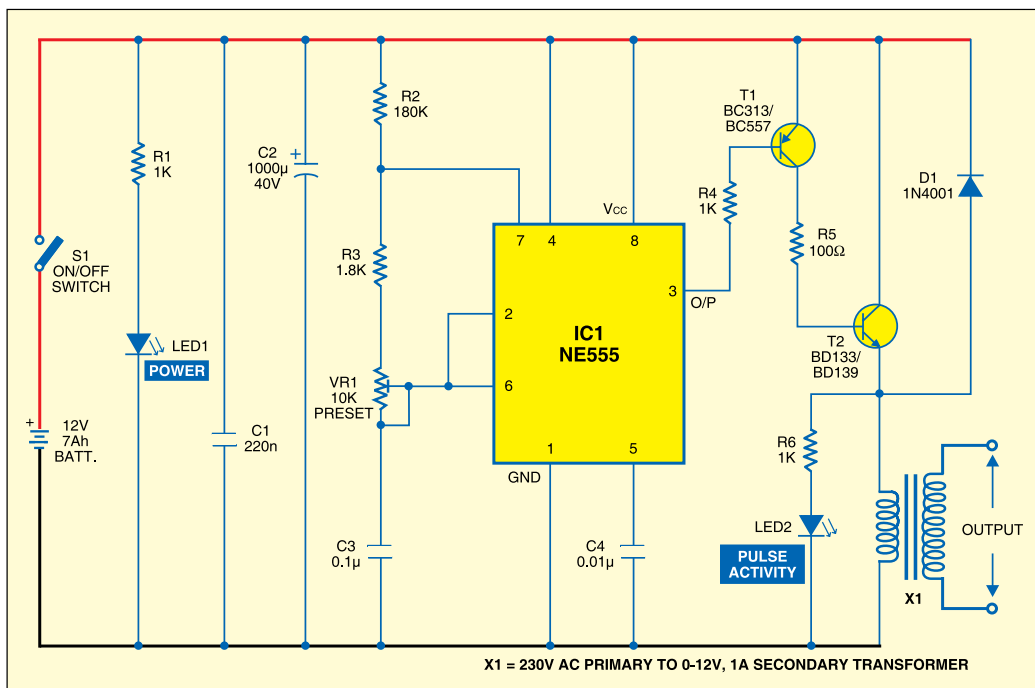 R1
1K
C2
1000µ
40V
+
R2
180K
T1
BC313/
BC557
D1
1N4001
R4
1K
VCC
7
4
8
R5
100Ω
S1
ON/OFF
SWITCH
R3
1.8K
3
O/P
2
IC1
NE555
LED1
POWER
T2
BD133/
BD139
VR1
10K
PRESET
6
+
12V
7Ah
BATT.
C1
220n
R6
1K
1
5
GND
C3
0.1µ
C4
0.01µ
LED2
PULSE
ACTIVITY
OUTPUT
X1
X1 = 230V AC PRIMARY TO 0-12V, 1A SECONDARY TRANSFORMER